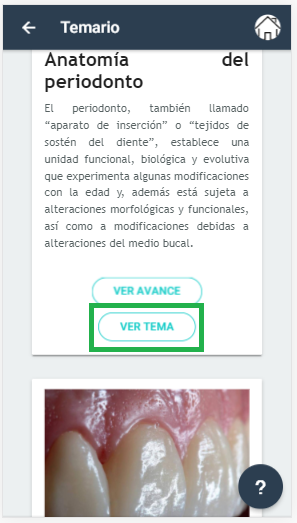 Temario
Anatomía del
periodonto
El periodonto, también llamado
“aparato de inserción” o “tejidos de
sostén del diente”, establece una
unidad funcional, biológica y evolutiva
que experimenta algunas modificaciones
con la edad y, además está sujeta a
alteraciones morfológicas y funcionales,
así como a modificaciones debidas a
alteraciones del medio bucal.
VER AVANCE
VER TEMA
?